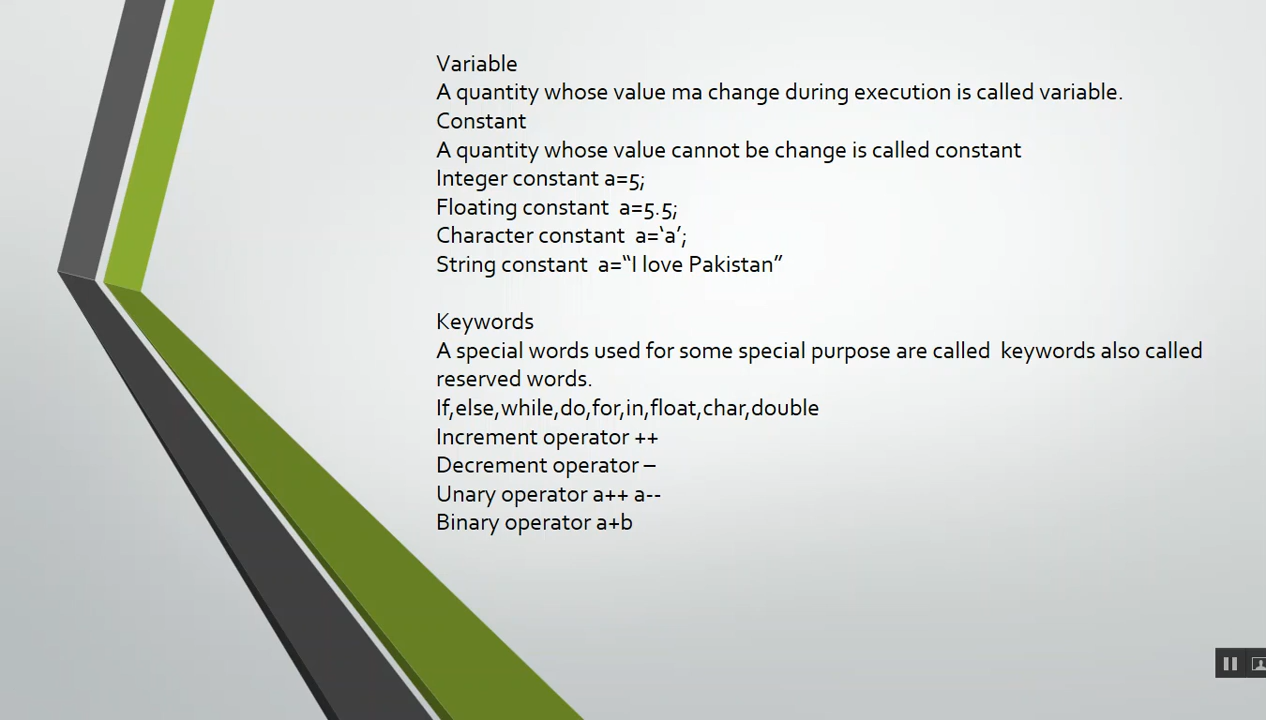 Variable
A quantity whose value ma change during execution is called variable.
Constant
A quantity whose value cannot be change is called constant
Integer constant a=5;
Floating constant  a=5.5;
Character constant  a=‘a’;
String constant  a=“I love Pakistan”
Keywords
A special words used for some special purpose are called  keywords also called
reserved words.
If,else,while,do,for,in,float,char,double
Increment operator ++
Decrement operator –
Unary operator a++ a--
Binary operator a+b